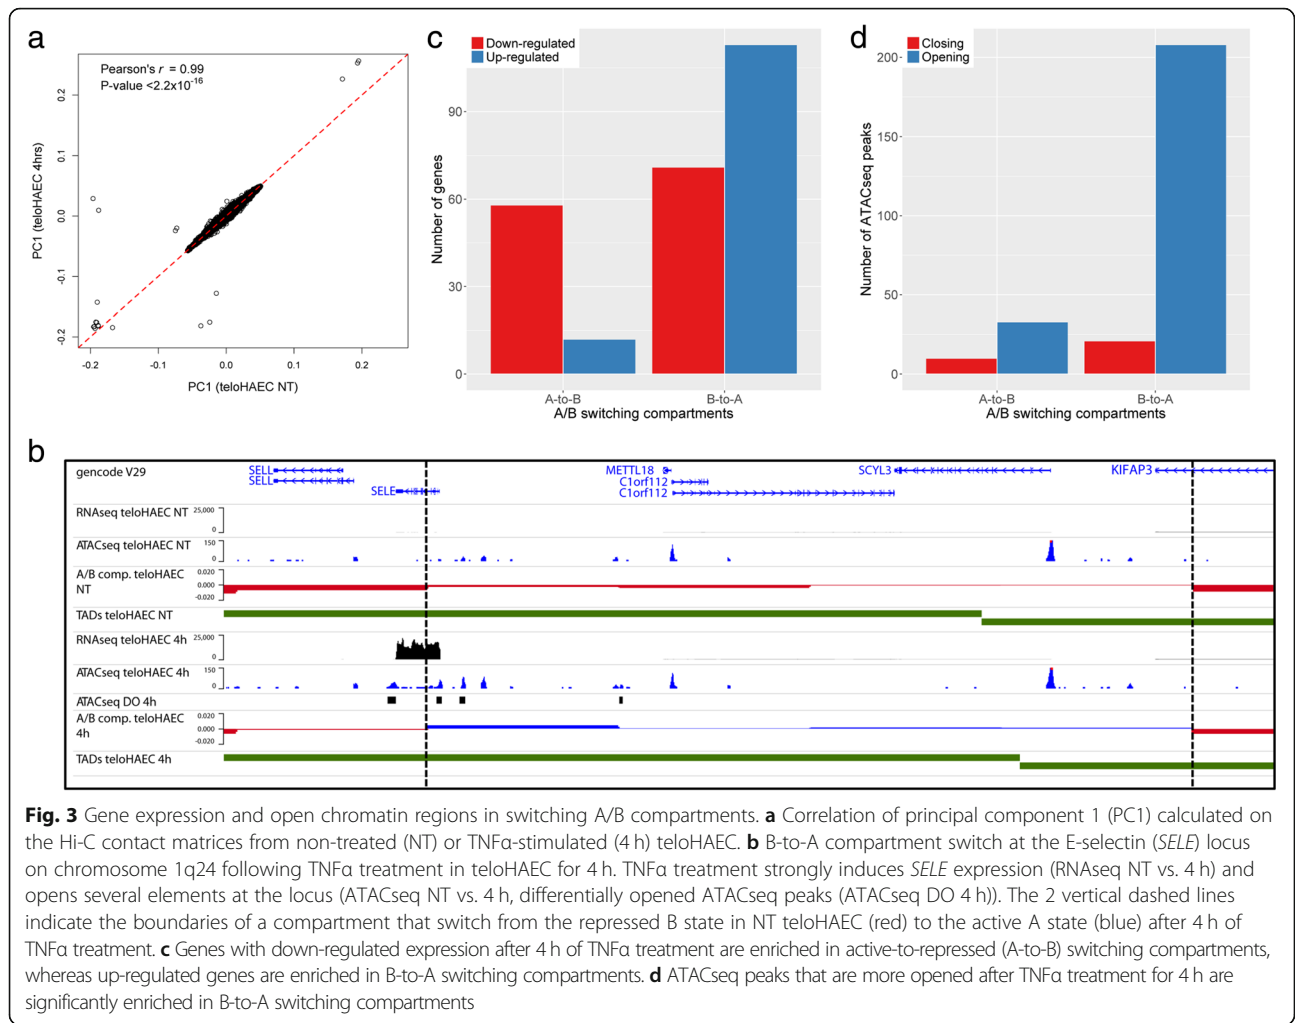 a
Pearson's r = 0.99
P-value <2.2x10-16
PC1 (teloHAEC 4hrs)
0.2
0.1
0.0
-0.1
-0.2
-0.2
-0.1
0.0
0.1
0.2
PC1 (teloHAEC NT)
c
Down-regulated
Up-regulated
Number of genes
90
60
30
0
A-to-B
B-to-A
A/B switching compartments
d
Closing
Opening
Number of ATACseq peaks
200
150
100
50
0
A-to-B
B-to-A
A/B switching compartments
b
gencode V29
SELL
SELL
SELE
METTL18
C1orf112
C1orf112
SCYL3
KIFAP3
RNAseq teloHAEC NT 25,000
0
ATACseq teloHAEC NT 150
0
A/B comp. teloHAEC NT
0.020
0.000
-0.020
TADs teloHAEC NT
RNAseq teloHAEC 4h 25,000
0
ATACseq teloHAEC 4h 150
0
ATACseq DO 4h
A/B comp. teloHAEC 4h
0.020
0.000
-0.020
TADs teloHAEC 4h
Fig. 3 Gene expression and open chromatin regions in switching A/B compartments. a Correlation of principal component 1 (PC1) calculated on
the Hi-C contact matrices from non-treated (NT) or TNFα-stimulated (4 h) teloHAEC. b B-to-A compartment switch at the E-selectin (SELE) locus
on chromosome 1q24 following TNFα treatment in teloHAEC for 4 h. TNFα treatment strongly induces SELE expression (RNAseq NT vs. 4 h) and
opens several elements at the locus (ATACseq NT vs. 4 h, differentially opened ATACseq peaks (ATACseq DO 4 h)). The 2 vertical dashed lines
indicate the boundaries of a compartment that switch from the repressed B state in NT teloHAEC (red) to the active A state (blue) after 4 h of
TNFα treatment. c Genes with down-regulated expression after 4 h of TNFα treatment are enriched in active-to-repressed (A-to-B) switching compartments,
whereas up-regulated genes are enriched in B-to-A switching compartments. d ATACseq peaks that are more opened after TNFα treatment for 4 h are
significantly enriched in B-to-A switching compartments